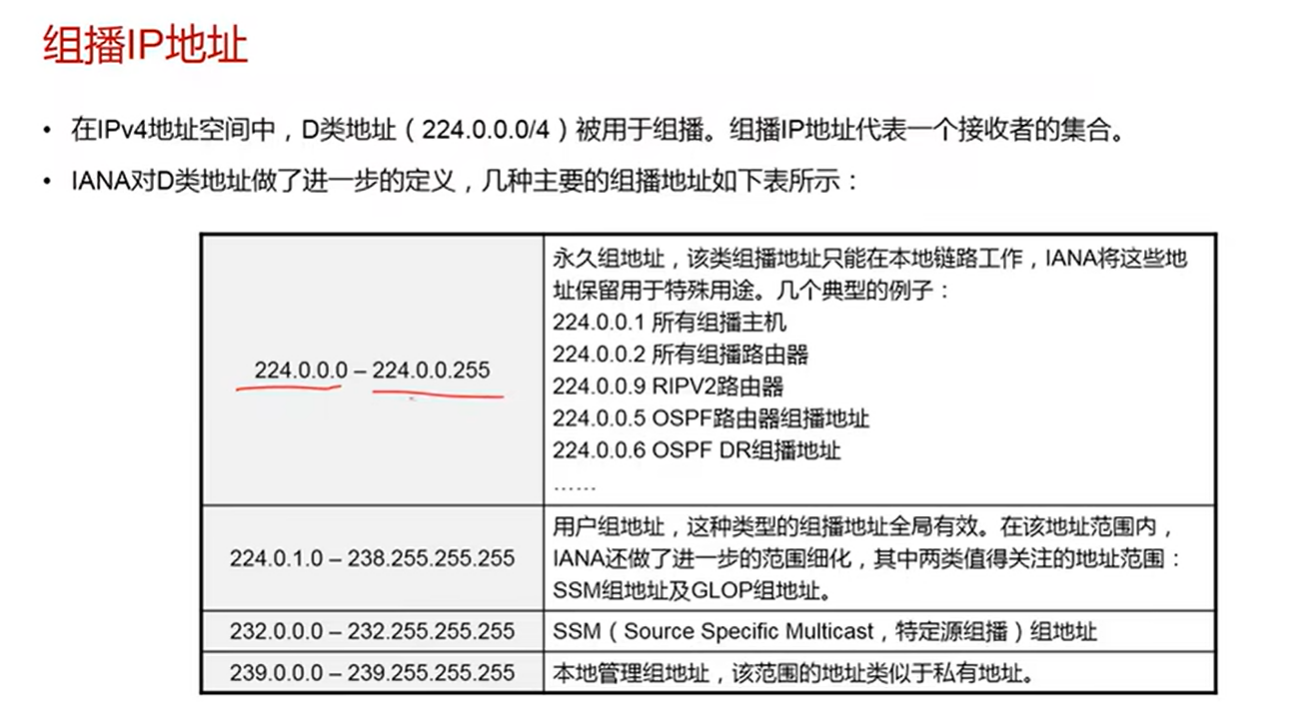 组播IP地址
• 在IPv4地址空间中，D类地址（224.0.0.0/4）被用于组播。组播IP地址代表一个接收者的集合。
• IANA对D类地址做了进一步的定义，几种主要的组播地址如下表所示：
224.0.0.0 – 224.0.0.255
永久组地址，该类组播地址只能在本地链路工作，IANA将这些地
址保留用于特殊用途。几个典型的例子：
224.0.0.1 所有组播主机
224.0.0.2 所有组播路由器
224.0.0.9 RIPV2路由器
224.0.0.5 OSPF路由器组播地址
224.0.0.6 OSPF DR组播地址
……
224.0.1.0 – 238.255.255.255
用户组地址，这种类型的组播地址全局有效。在该地址范围内，
IANA还做了进一步的范围细化，其中两类值得关注的地址范围：
SSM组地址及GLOP组地址。
232.0.0.0 – 232.255.255.255
SSM（Source Specific Multicast，特定源组播）组地址
239.0.0.0 – 239.255.255.255
本地管理组地址，该范围的地址类似于私有地址。